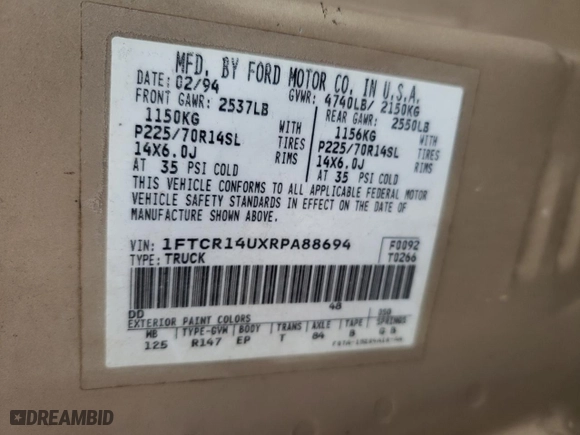 MFD. BY FORD MOTOR CO. IN U.S.A.
DATE: 02/94 GVWR: 4740LB/ 2150KG
FRONT GAWR: 2537LB REAR GAWR: 2550LB
1150KG WITH 1156KG WITH
P225/70R14SL TIRES P225/70R14SL TIRES
14X6.0J RIMS 14X6.0J RIMS
AT 35 PSI COLD AT 35 PSI COLD
THIS VEHICLE CONFORMS TO ALL APPLICABLE FEDERAL MOTOR
VEHICLE SAFETY STANDARDS IN EFFECT ON THE DATE OF
MANUFACTURE SHOWN ABOVE.
VIN: 1FTCR14UXRPA88694 F0092
TYPE: TRUCK T0266
DD 48 DSO
EXTERIOR PAINT COLORS
WB TYPE-GVW BODY TRANS AXLE TAPE SPRINGS
125 R147 EP T 84 B
DREAMBID